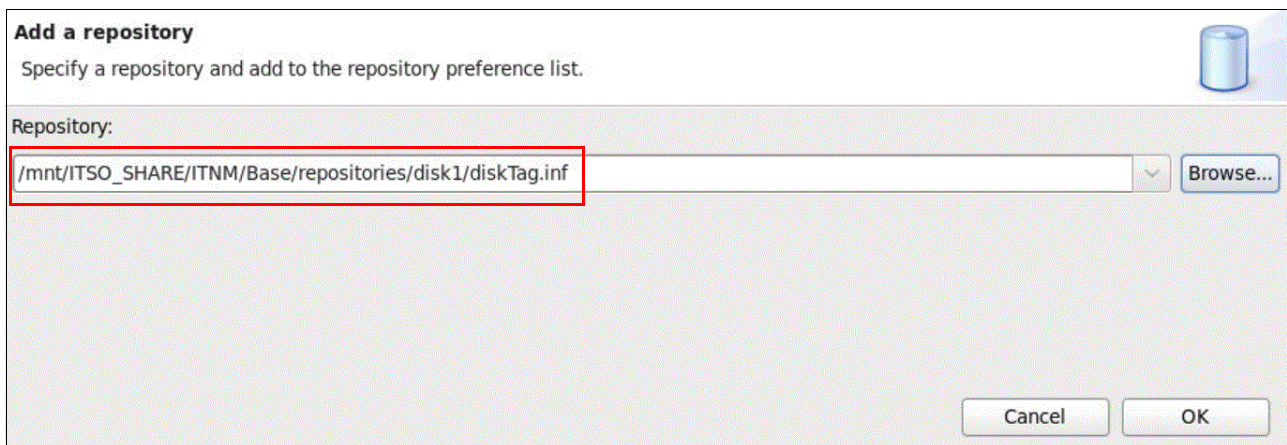 Add a repository
Specify a repository and add to the repository preference list.
Repository:
/mnt/ITSO_SHARE/ITNM/Base/repositories/disk1/diskTag.inf
Browse...
Cancel
OK